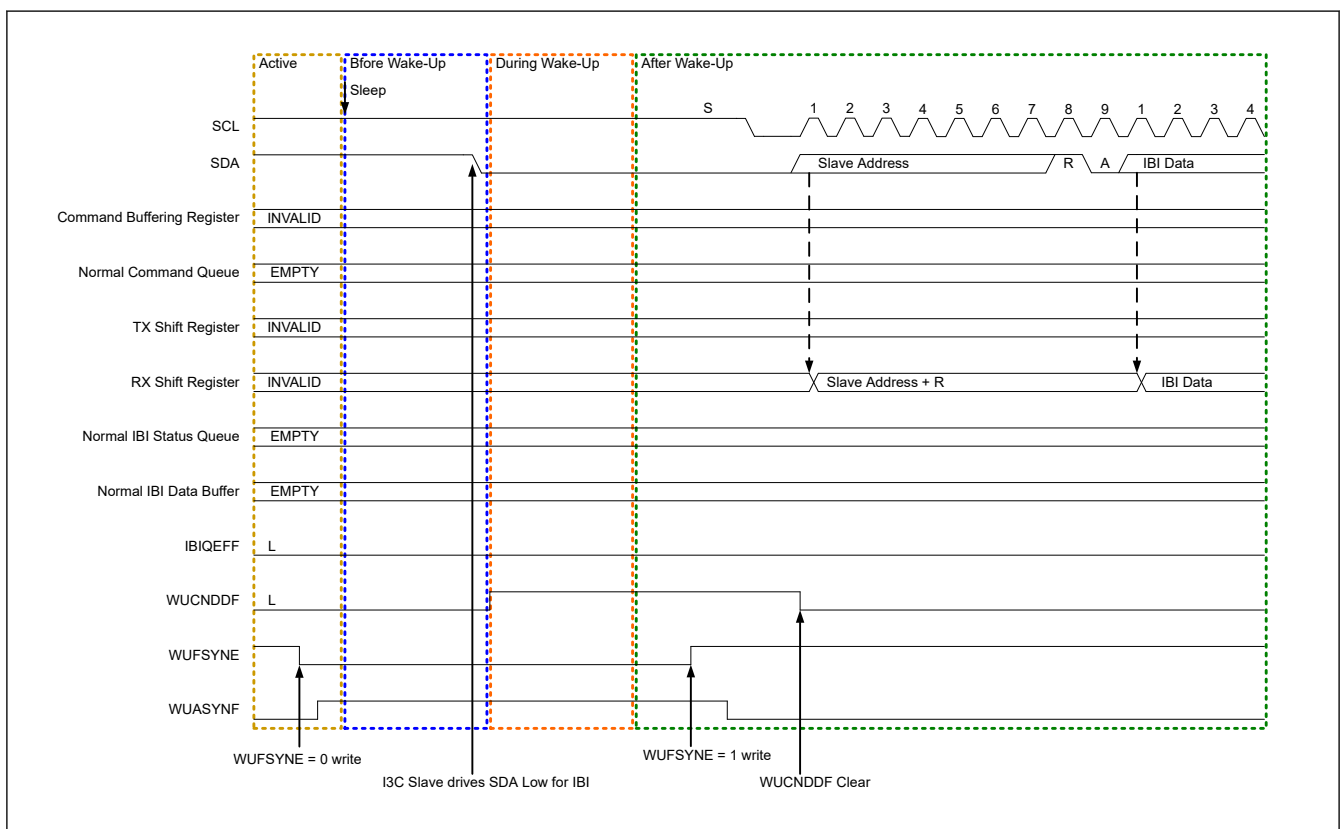 Active
Bfore Wake-Up
During Wake-Up
After Wake-Up
Sleep
S 1 2 3 4 5 6 7 8 9 1 2 3 4
SCL
SDA
Slave Address R A IBI Data
Command Buffering Register INVALID
Normal Command Queue EMPTY
TX Shift Register INVALID
RX Shift Register INVALID Slave Address + R IBI Data
Normal IBI Status Queue EMPTY
Normal IBI Data Buffer EMPTY
IBIQEFF L
WUCNDDF L
WUFSYNE
WUASYNF
WUFSYNE = 0 write
WUFSYNE = 1 write
I3C Slave drives SDA Low for IBI
WUCNDDF Clear